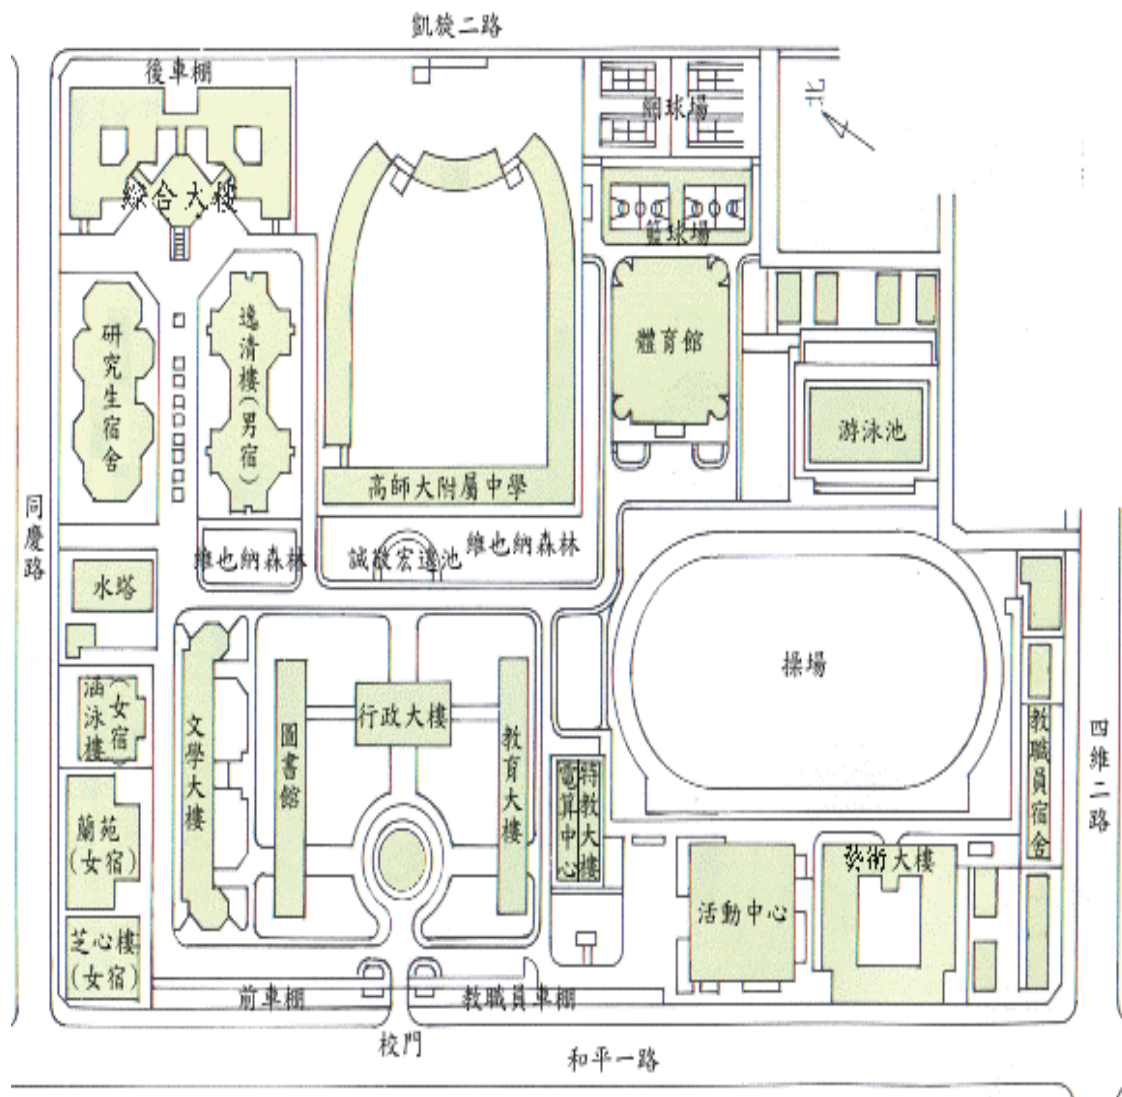 凱旋二路
後車棚
北
網球場
綜合大樓
籃球場
研究生宿舍
逸清樓(男宿)
體育館
游泳池
高師大附屬中學
同慶路
維也納森林
誠敬宏遠池
維也納森林
水塔
操場
涵泳樓(女宿)
文學大樓
圖書館
行政大樓
教育大樓
電算中心
特教大樓
教職員宿舍
四維二路
蘭苑
(女宿)
藝術大樓
活動中心
芝心樓
(女宿)
前車棚
教職員車棚
校門
和平一路